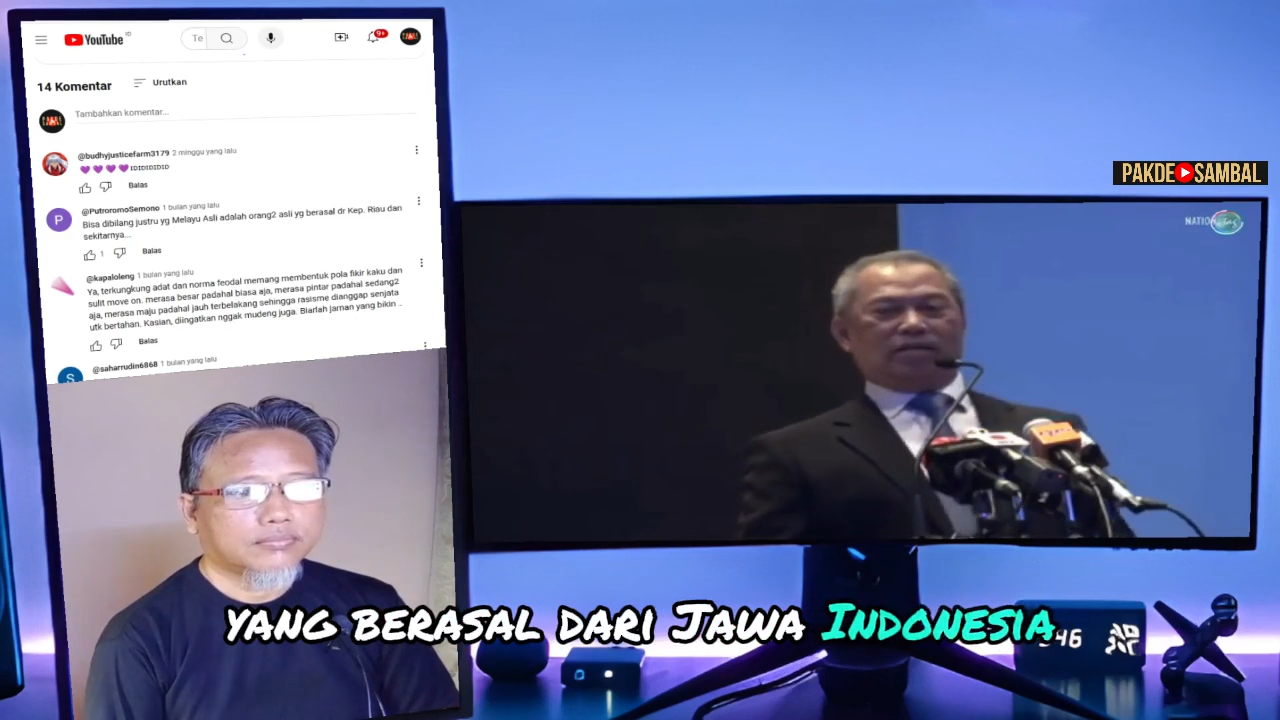 YouTube ID
Te
9+
14 Komentar
Urutkan
Tambahkan komentar...
@budhyjusticefarm3179 2 minggu yang lalu
💜💜💜💜IDIDIDIDID
Balas
@PutroromoSemono 1 bulan yang lalu
Bisa dibilang justru yg Melayu Asli adalah orang2 asli yg berasal dr Kep. Riau dan
sekitarnya...
1
Balas
@kapaloleng 1 bulan yang lalu
Ya, terkungkung adat dan norma feodal memang membentuk pola fikir kaku dan
sulit move on. merasa besar padahal biasa aja, merasa pintar padahal sedang2
aja, merasa maju padahal jauh terbelakang sehingga rasisme dianggap senjata
utk bertahan. Kasian, diingatkan nggak mudeng juga. Biarlah jaman yang bikin ..
Balas
@saharrudin6868 1 bulan yang lalu
PAKDE SAMBAL
YANG BERASAL DARI JAWA INDONESIA